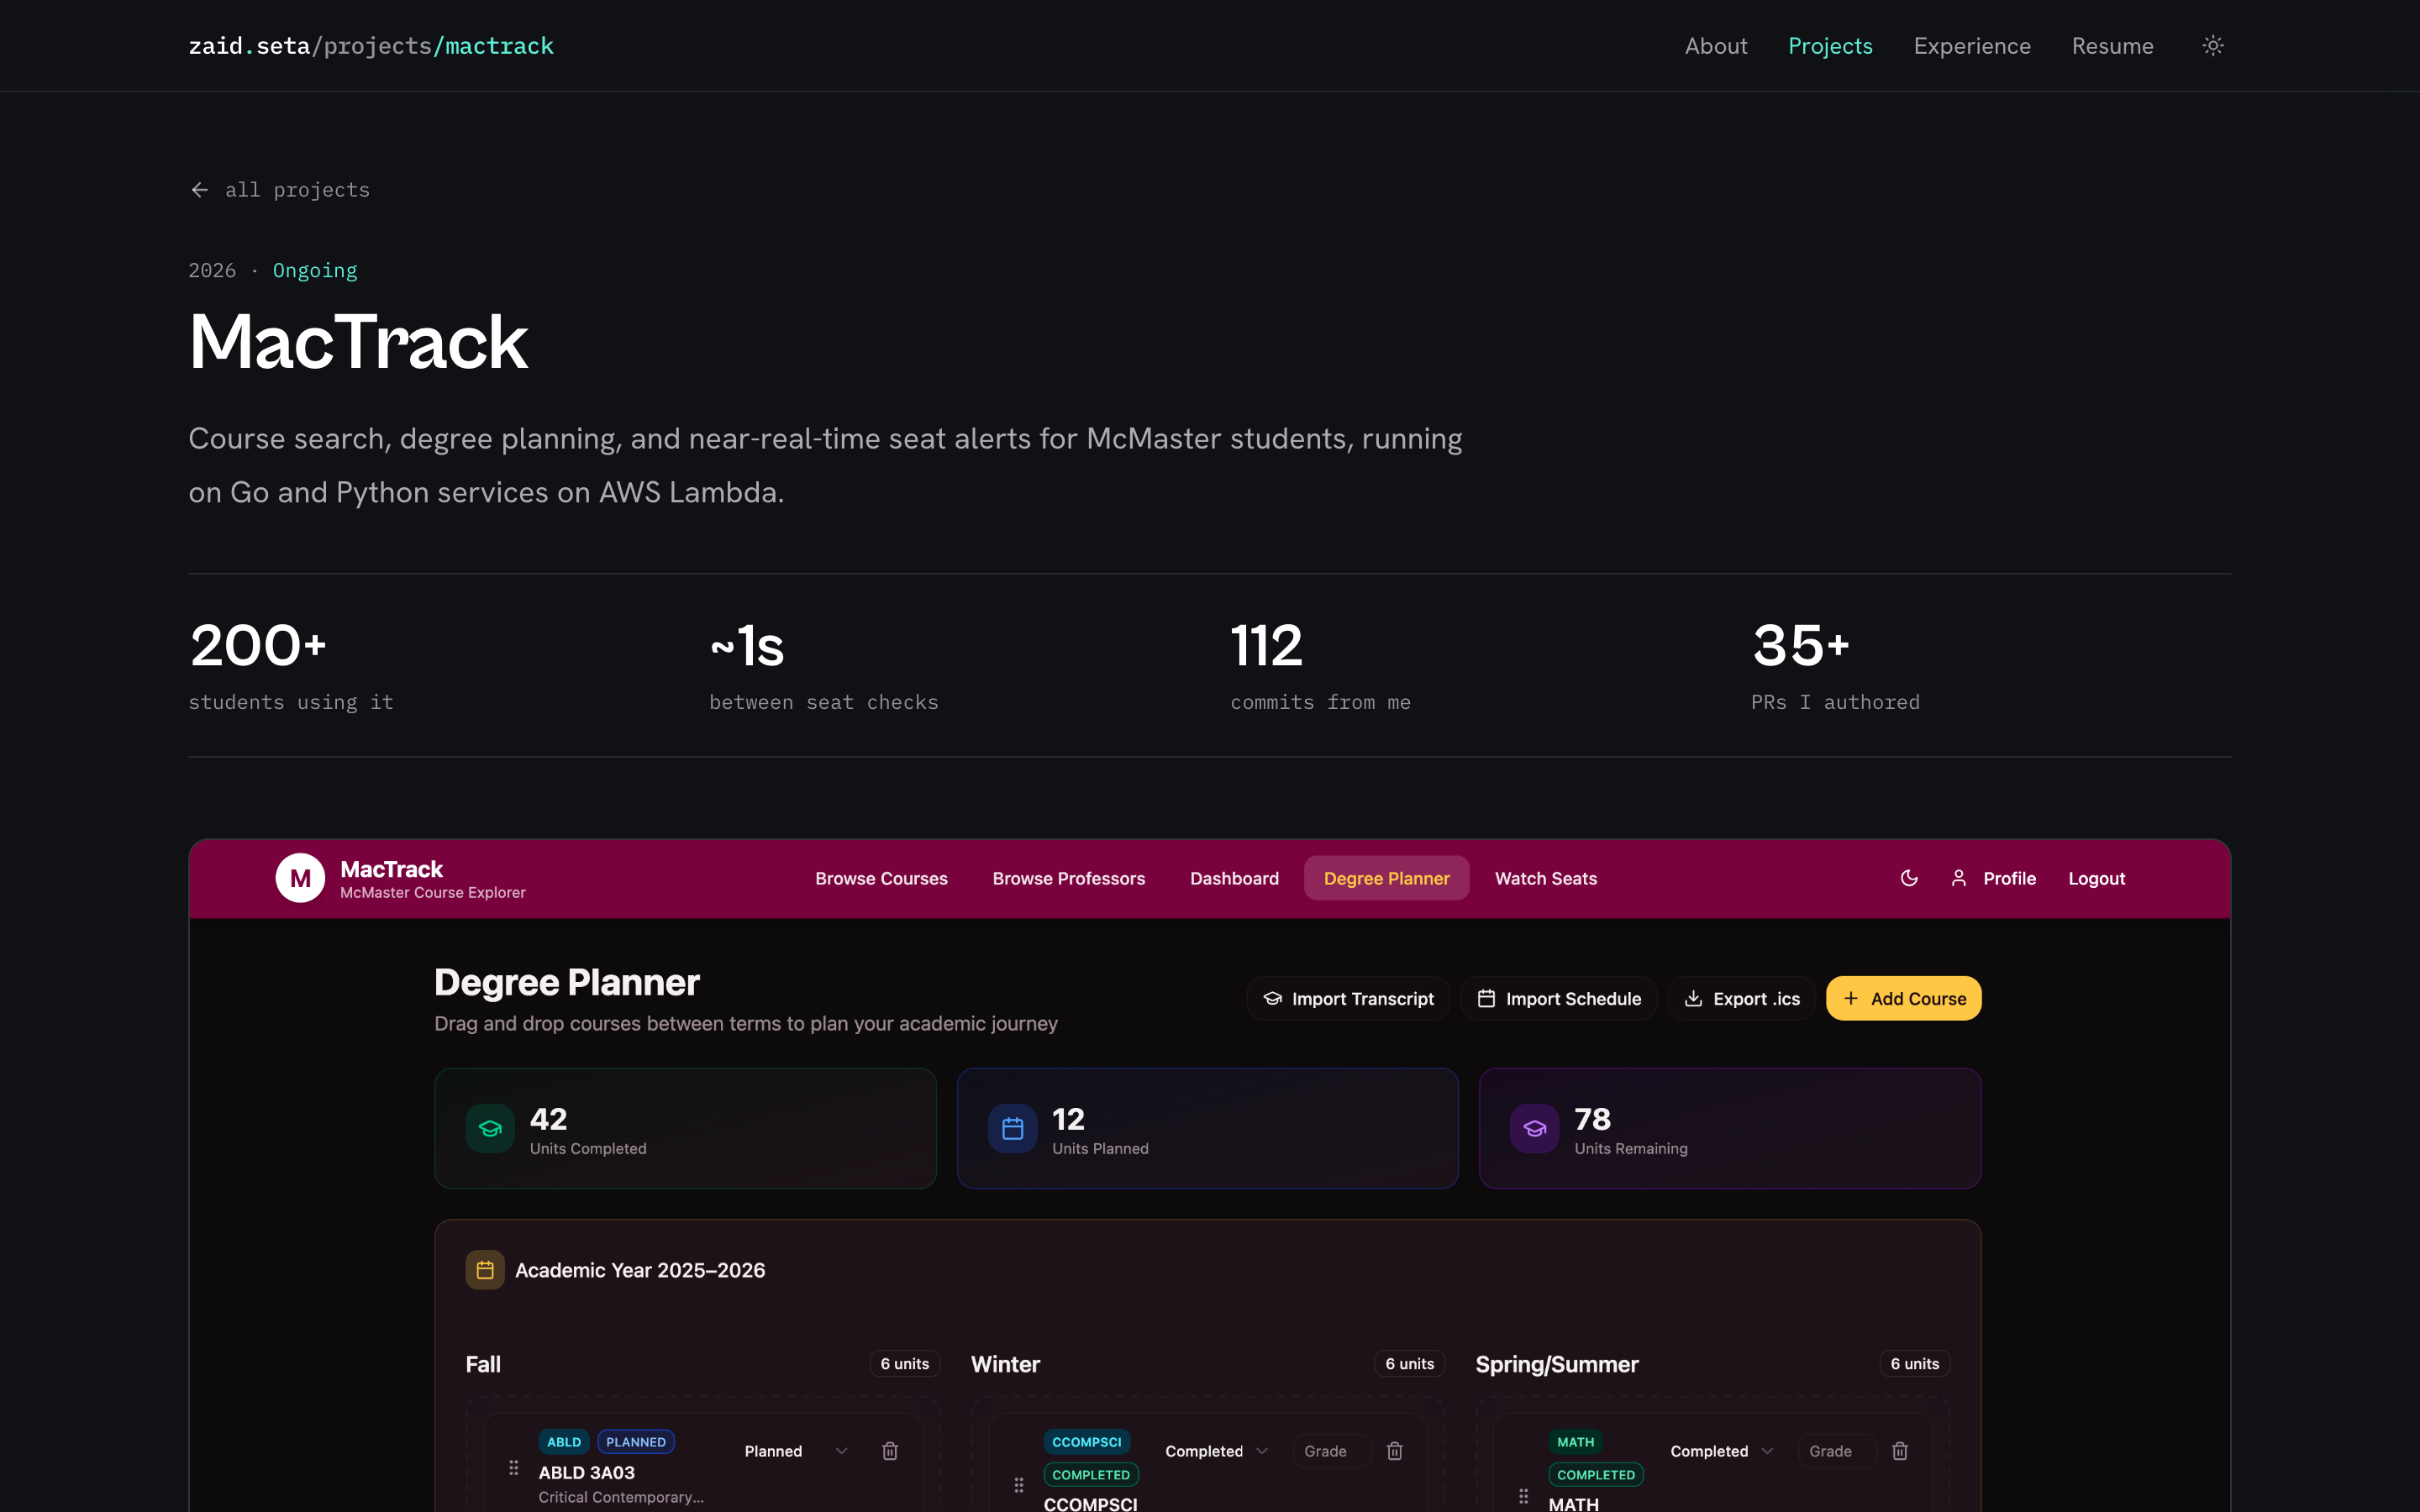 zaid.seta/projects/mactrack
About Projects Experience Resume
all projects
2026 · Ongoing
MacTrack
Course search, degree planning, and near-real-time seat alerts for McMaster students, running
on Go and Python services on AWS Lambda.
200+ ~1s 112 35+
students using it between seat checks commits from me PRs I authored
M MacTrack
McMaster Course Explorer
Browse Courses Browse Professors Dashboard Degree Planner Watch Seats Profile Logout
Degree Planner
Drag and drop courses between terms to plan your academic journey
Import Transcript Import Schedule Export .ics + Add Course
42
Units Completed
12
Units Planned
78
Units Remaining
Academic Year 2025–2026
Fall 6 units
ABLD PLANNED Planned
ABLD 3A03
Critical Contemporary...
Winter 6 units
CCOMPSCI Completed Grade
COMPLETED
CCOMPSCI
Spring/Summer 6 units
MATH Completed Grade
COMPLETED
MATH